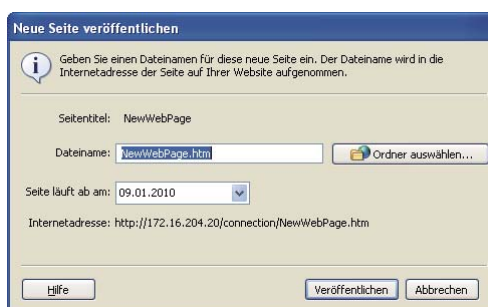 Neue Seite veröffentlichen
Geben Sie einen Dateinamen für diese neue Seite ein. Der Dateiname wird in die
Internetadresse der Seite auf Ihrer Website aufgenommen.
Seitentitel: NewWebPage
Dateiname: NewWebPage.htm Ordner auswählen...
Seite läuft ab am: 09.01.2010
Internetadresse: http://172.16.204.20/connection/NewWebPage.htm
Hilfe Veröffentlichen Abbrechen